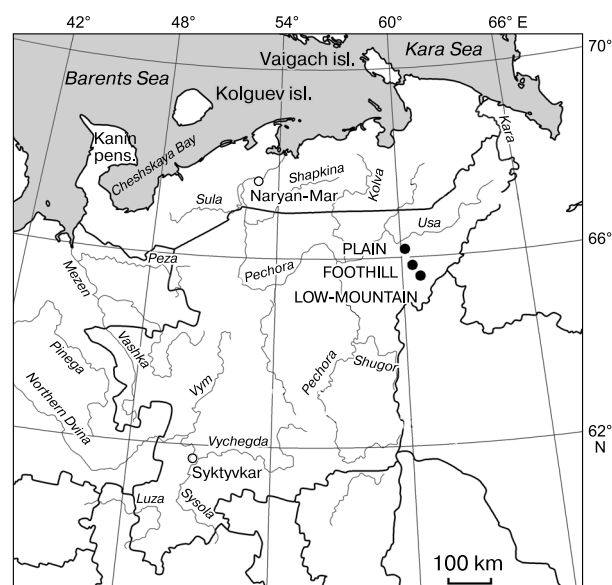 42° 48° 54° 60° 66° E
70°
Kara Sea
Vaigach isl.
Barents Sea
Kolguev isl.
Kara
Kanin
pens.
Cheshskaya Bay
Shapkina
Kolva
Naryan-Mar
Sula
Usa
66°
PLAIN
Peza
Pechora
FOOTHILL
Mezen
LOW-MOUNTAIN
Vashka
Pinega
Shugor
Pechora
Vym
Northern Dvina
62°
N
Vychegda
Syktyvkar
Luza
Sysola
100 km